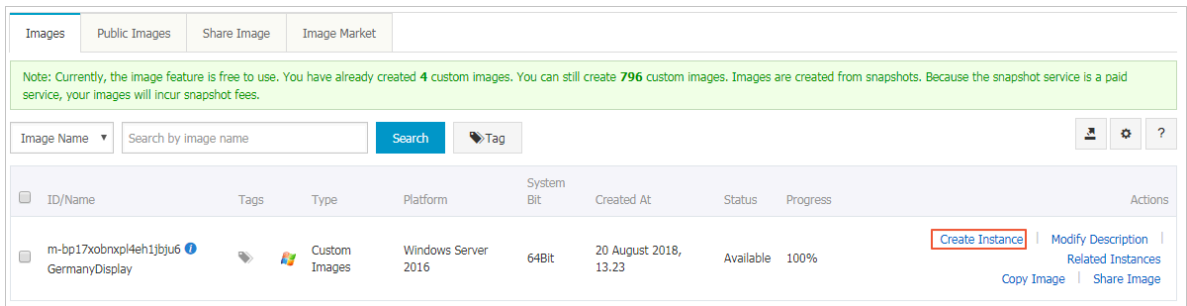 Images Public Images Share Image Image Market
Note: Currently, the image feature is free to use. You have already created 4 custom images. You can still create 796 custom images. Images are created from snapshots. Because the snapshot service is a paid
service, your images will incur snapshot fees.
Image Name Search by image name Search Tag ?
ID/Name Tags Type Platform System Bit Created At Status Progress Actions
m-bp17xobnxpl4eh1jbju6
GermanyDisplay
Custom
Images
Windows Server
2016
64Bit
20 August 2018,
13.23
Available
100%
Create Instance Modify Description
Related Instances
Copy Image Share Image